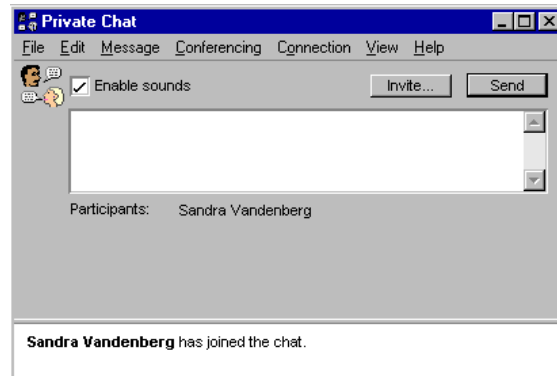 Private Chat
File Edit Message Conferencing Connection View Help
Enable sounds Invite... Send
Participants: Sandra Vandenberg
Sandra Vandenberg has joined the chat.